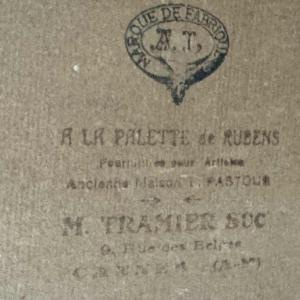 MARQUE DE FABRIQUE
A.T.
A LA PALETTE de RUBENS
Fournitures pour Artistes
Ancienne Maison T. PASTOUR
M. TRAMIER SUC
9, Rue des Belges
CANNES (A-M)